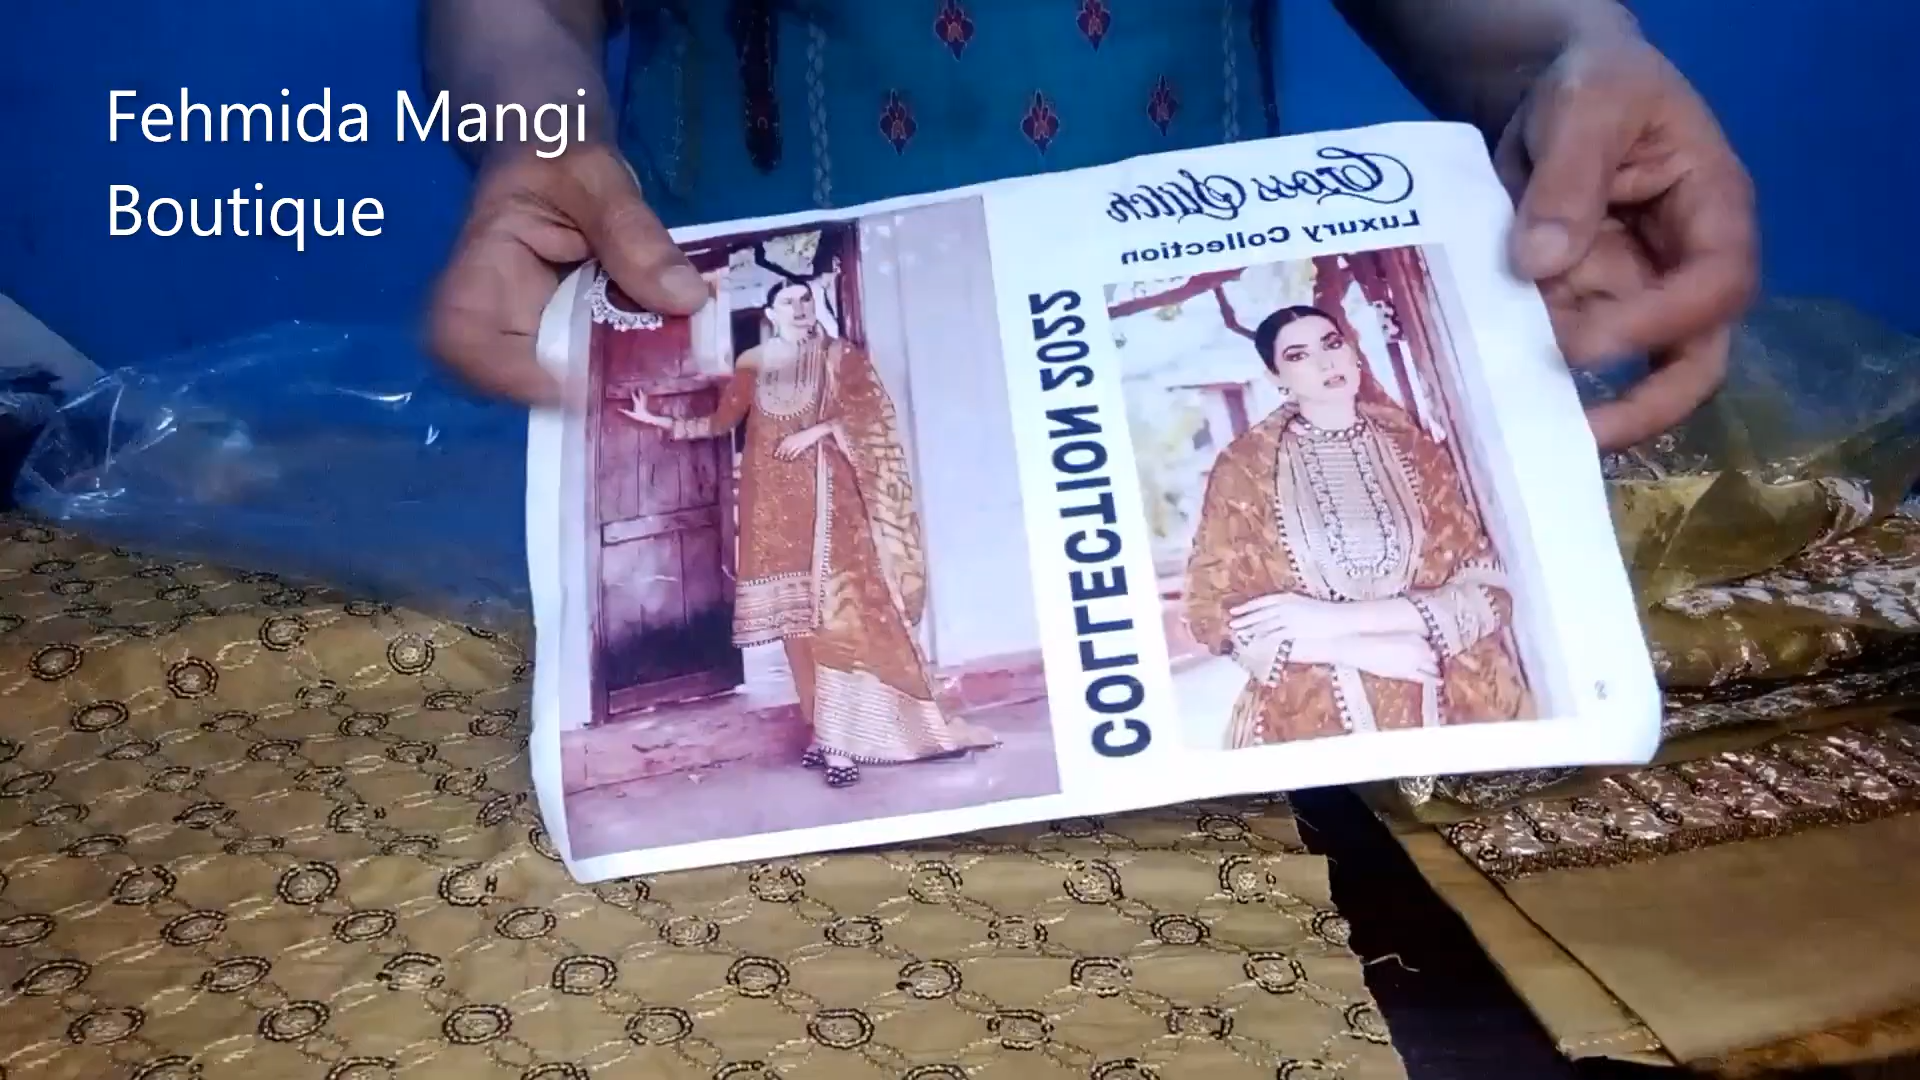 Fehmida Mangi
Boutique
Cross Stitch
Luxury Collection
COLLECTION 2022